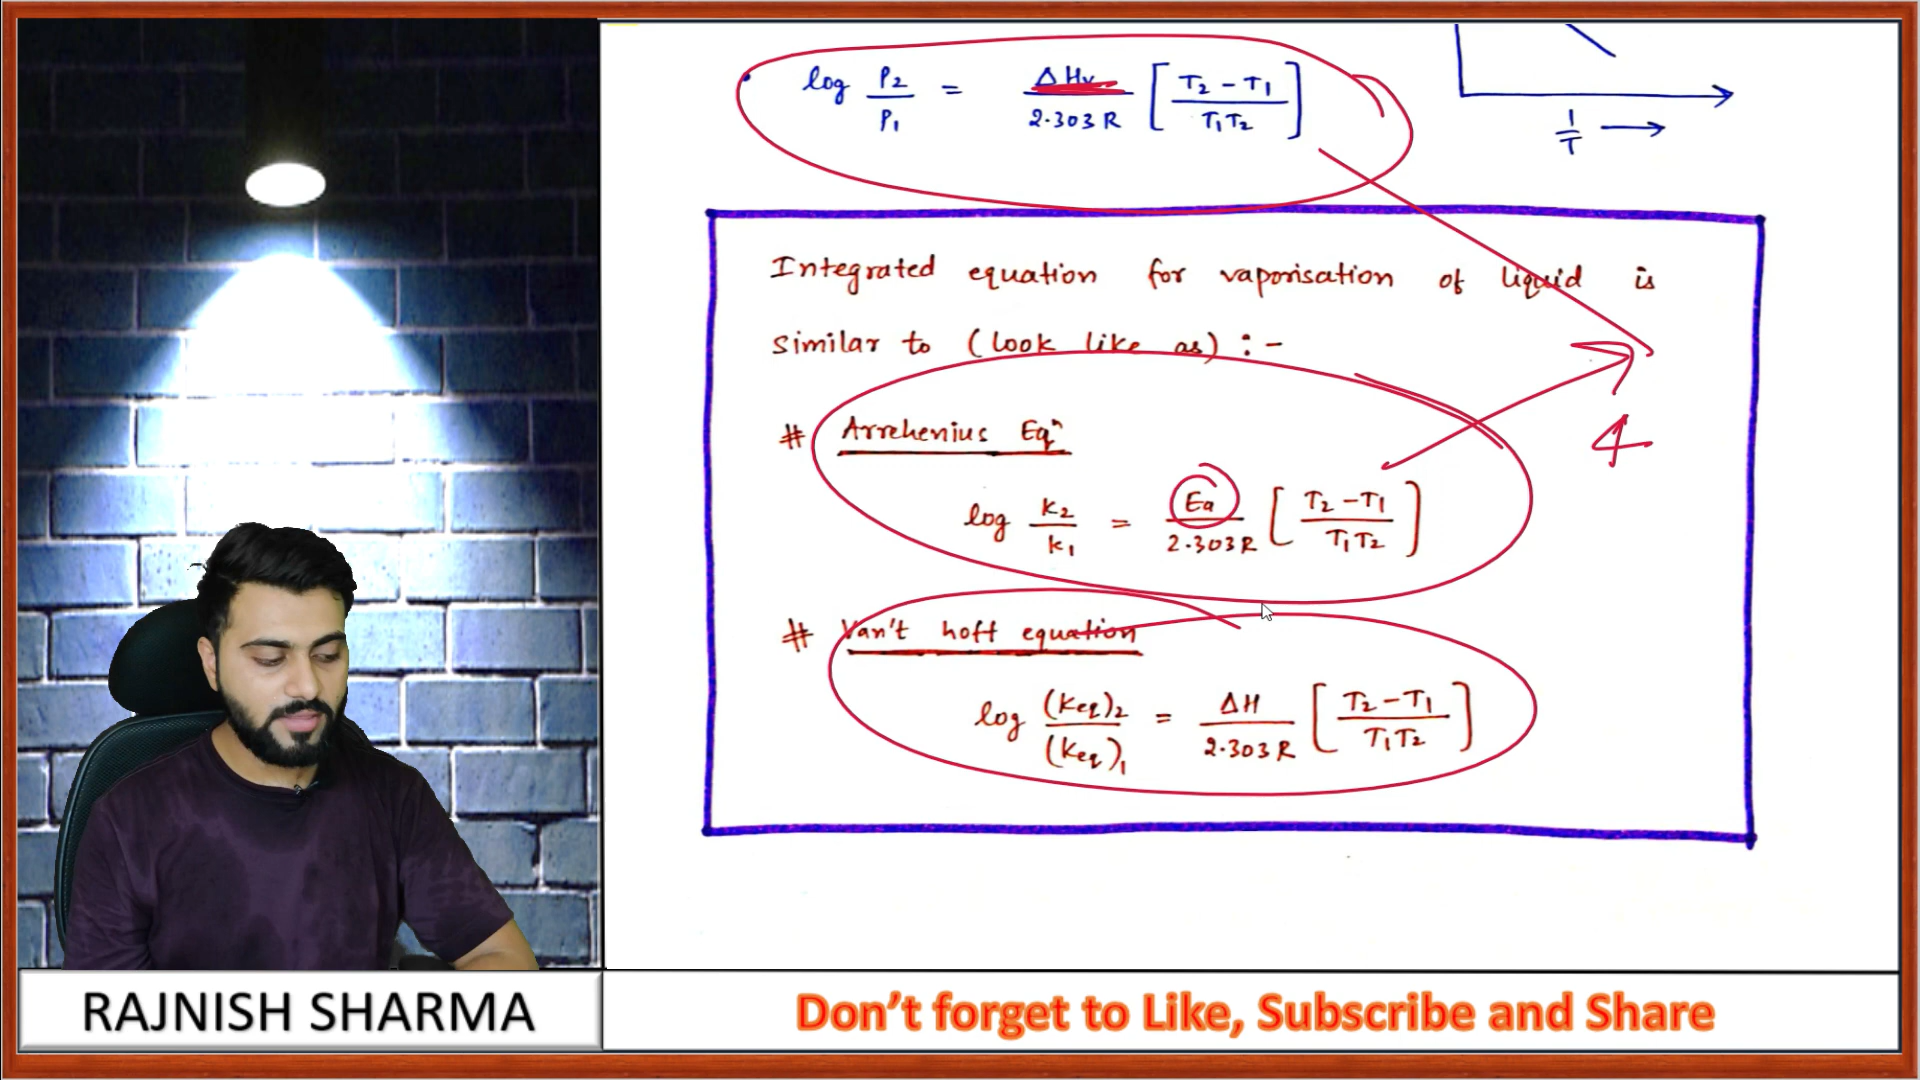 log P2/P1 = ΔHv/2.303 R [T2 - T1/T1T2]
1/T
Integrated equation for vaporisation of liquid is
similar to (look like as) :-
# Arrehenius Eqn
log K2/K1 = Ea/2.303R [T2 - T1/T1T2]
4
# Van't hoff equation
log (Keq)2/(Keq)1 = ΔH/2.303R [T2 - T1/T1T2]
RAJNISH SHARMA
Don't forget to Like, Subscribe and Share